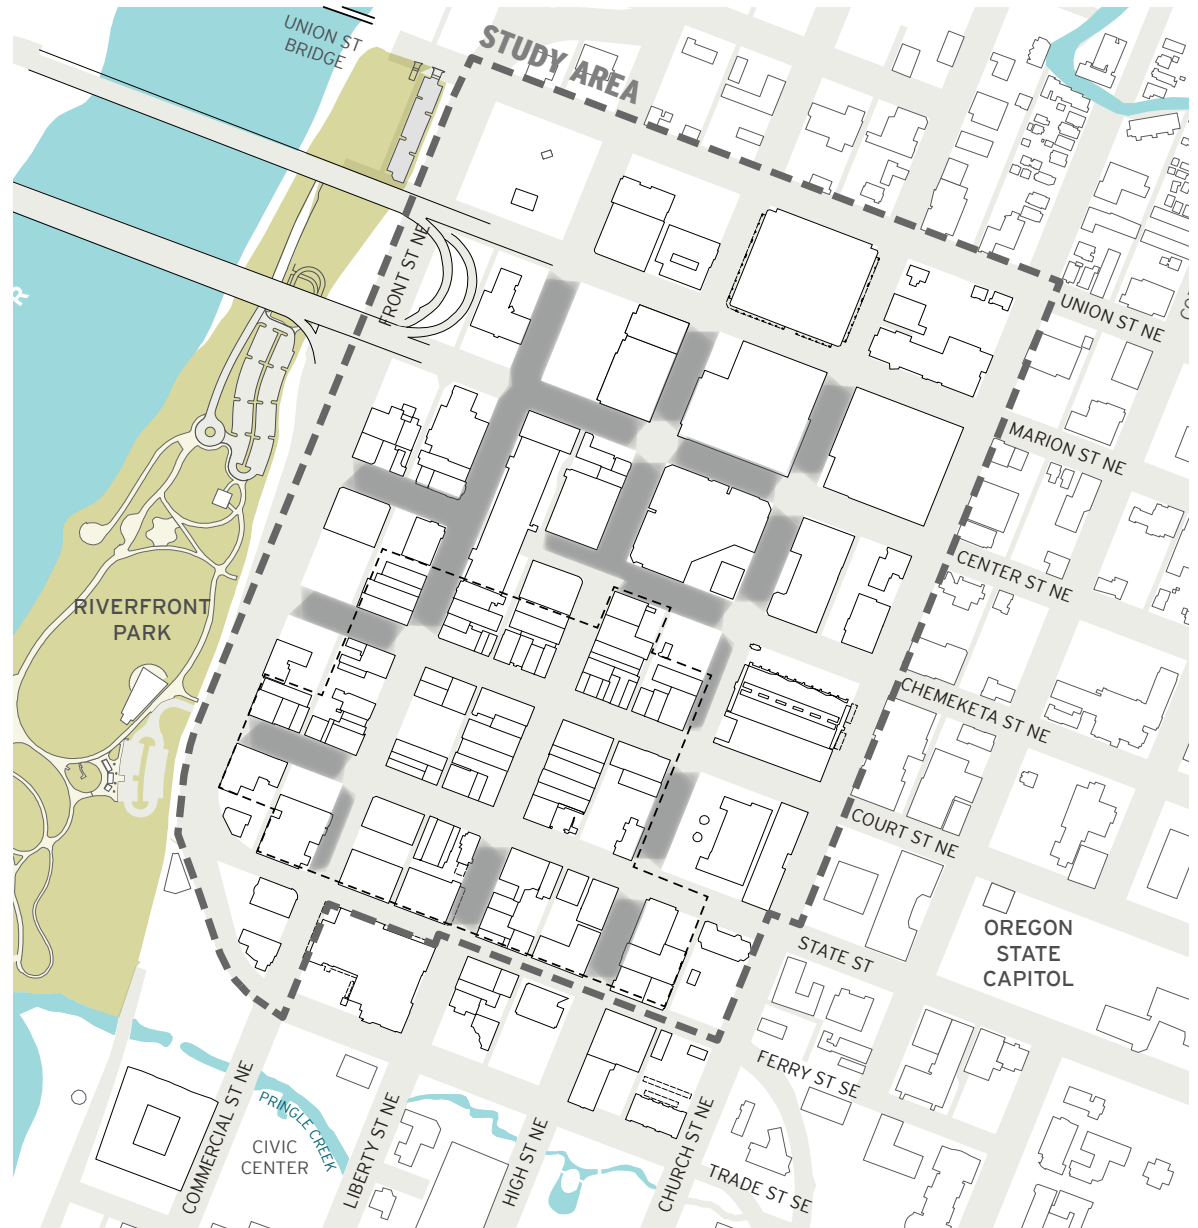 UNION ST
BRIDGE
STUDY AREA
FRONT ST NE
UNION ST NE
R
MARION ST NE
CENTER ST NE
RIVERFRONT
PARK
CHEMEKETA ST NE
COURT ST NE
OREGON
STATE
CAPITOL
STATE ST
FERRY ST SE
COMMERCIAL ST NE
PRINGLE CREEK
CIVIC
CENTER
LIBERTY ST NE
HIGH ST NE
CHURCH ST NE
TRADE ST SE